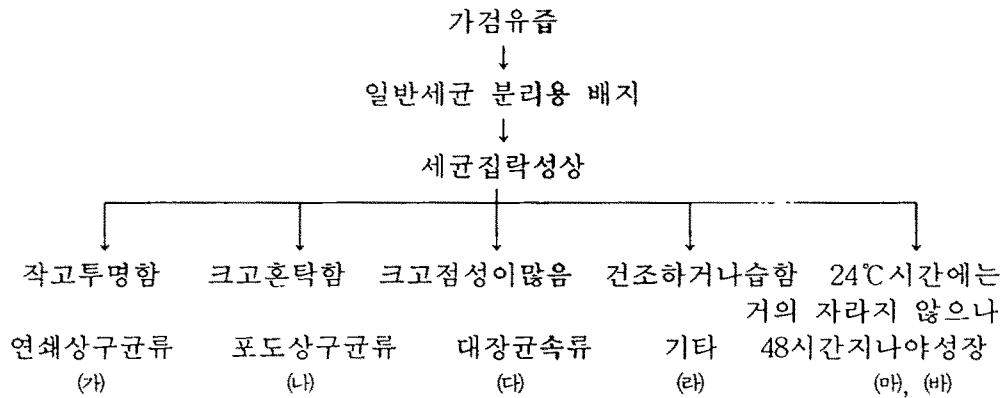 가검유즙
일반세균 분리용 배지
세균집락성상
작고투명함 크고혼탁함 크고점성이많음 건조하거나습함 24℃시간에는
거의 자라지 않으나
연쇄상구균류 포도상구균류 대장균속류 기타 48시간지나야성장
㈎ ㈏ ㈐ ㈑ ㈒, ㈓